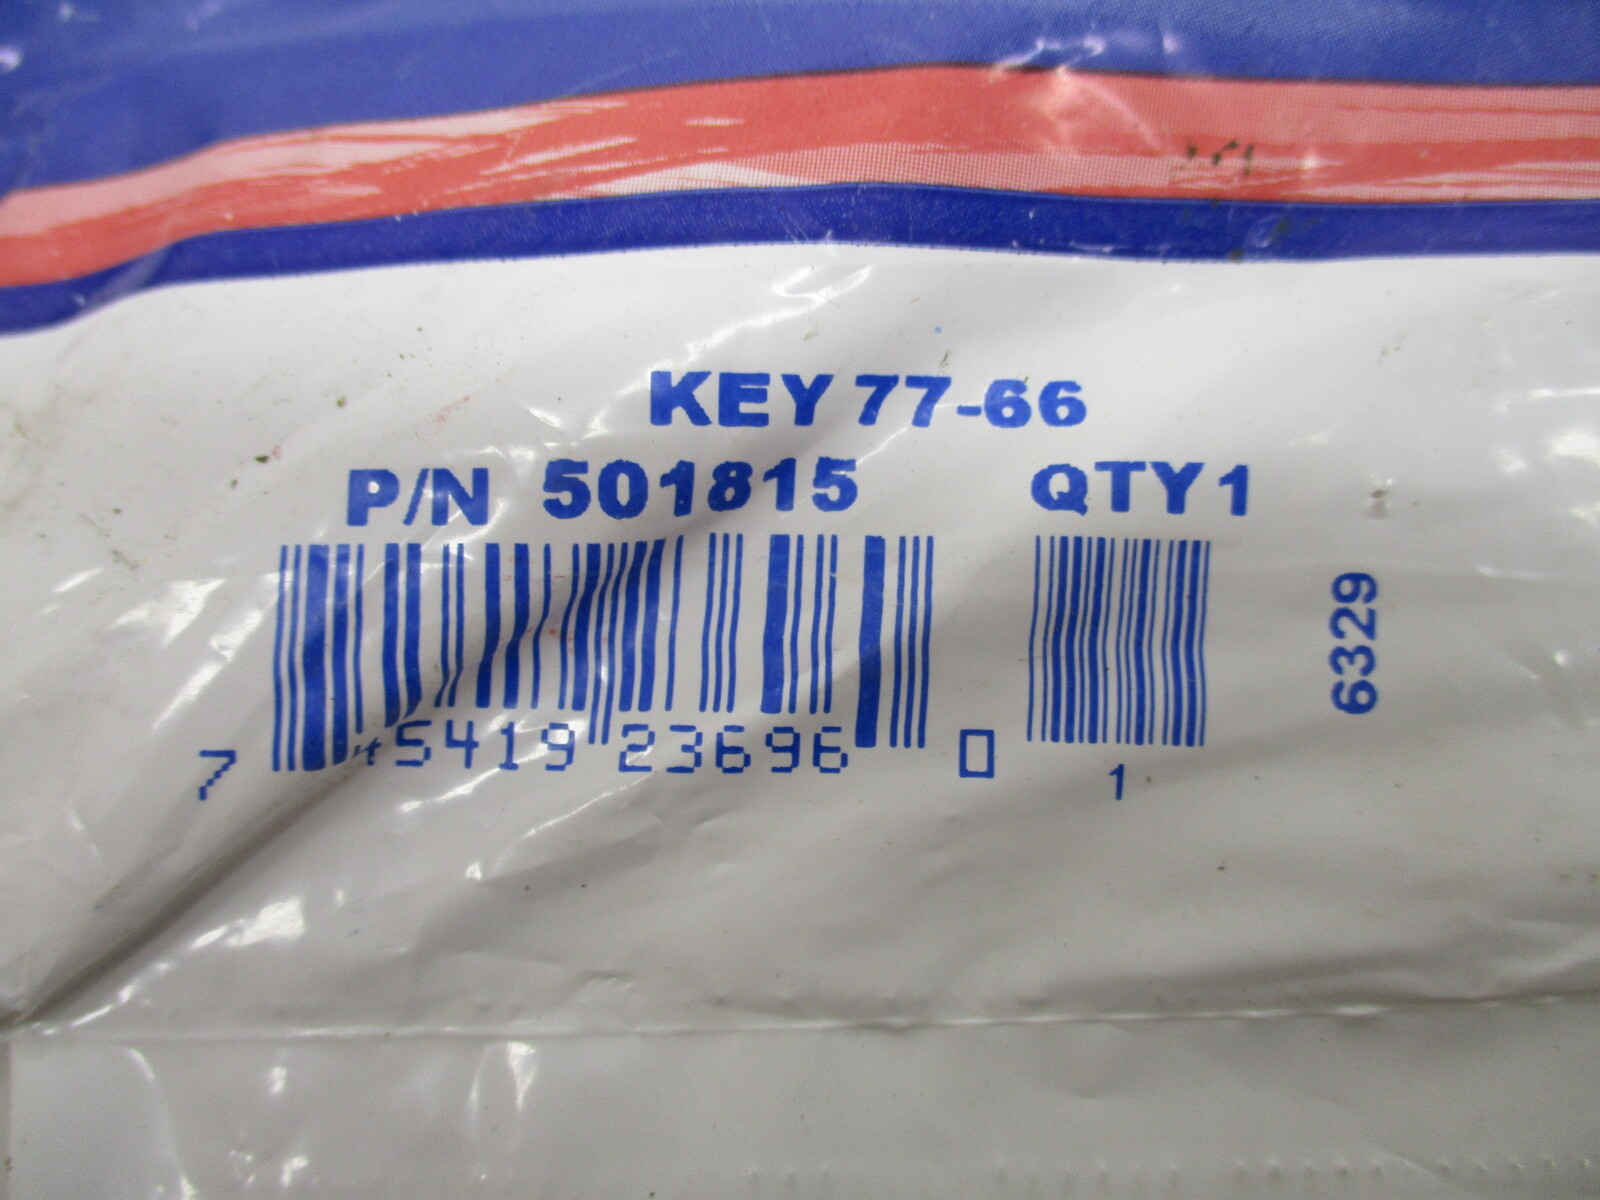 KEY 77-66
P/N 501815 QTY 1
7 45419 23696 0 1
6329